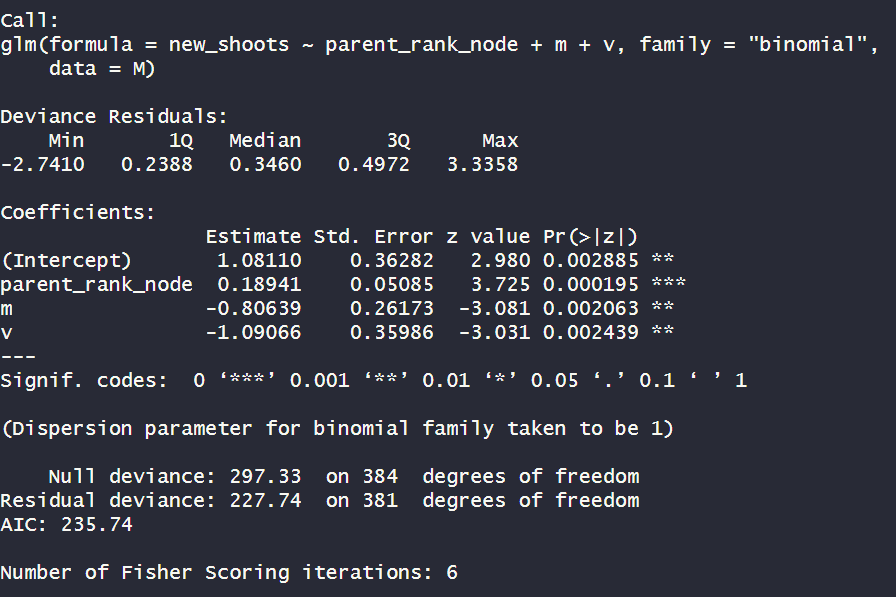 Call:
glm(formula = new_shoots ~ parent_rank_node + m + v, family = "binomial",
    data = M)
Deviance Residuals:
    Min       1Q   Median       3Q      Max
-2.7410   0.2388   0.3460   0.4972   3.3358
Coefficients:
                 Estimate Std. Error z value Pr(>|z|)
(Intercept)       1.08110    0.36282   2.980 0.002885 **
parent_rank_node  0.18941    0.05085   3.725 0.000195 ***
m                -0.80639    0.26173  -3.081 0.002063 **
v                -1.09066    0.35986  -3.031 0.002439 **
---
Signif. codes:  0 ‘***’ 0.001 ‘**’ 0.01 ‘*’ 0.05 ‘.’ 0.1 ‘ ’ 1
(Dispersion parameter for binomial family taken to be 1)
    Null deviance: 297.33  on 384  degrees of freedom
Residual deviance: 227.74  on 381  degrees of freedom
AIC: 235.74
Number of Fisher Scoring iterations: 6